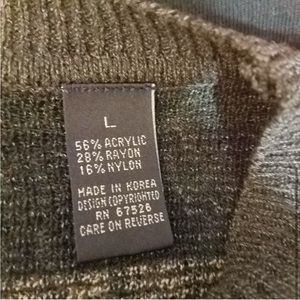 L
56% ACRYLIC
28% RAYON
16% NYLON
MADE IN KOREA
DESIGN COPYRIGHTED
RN 67526
CARE ON REVERSE